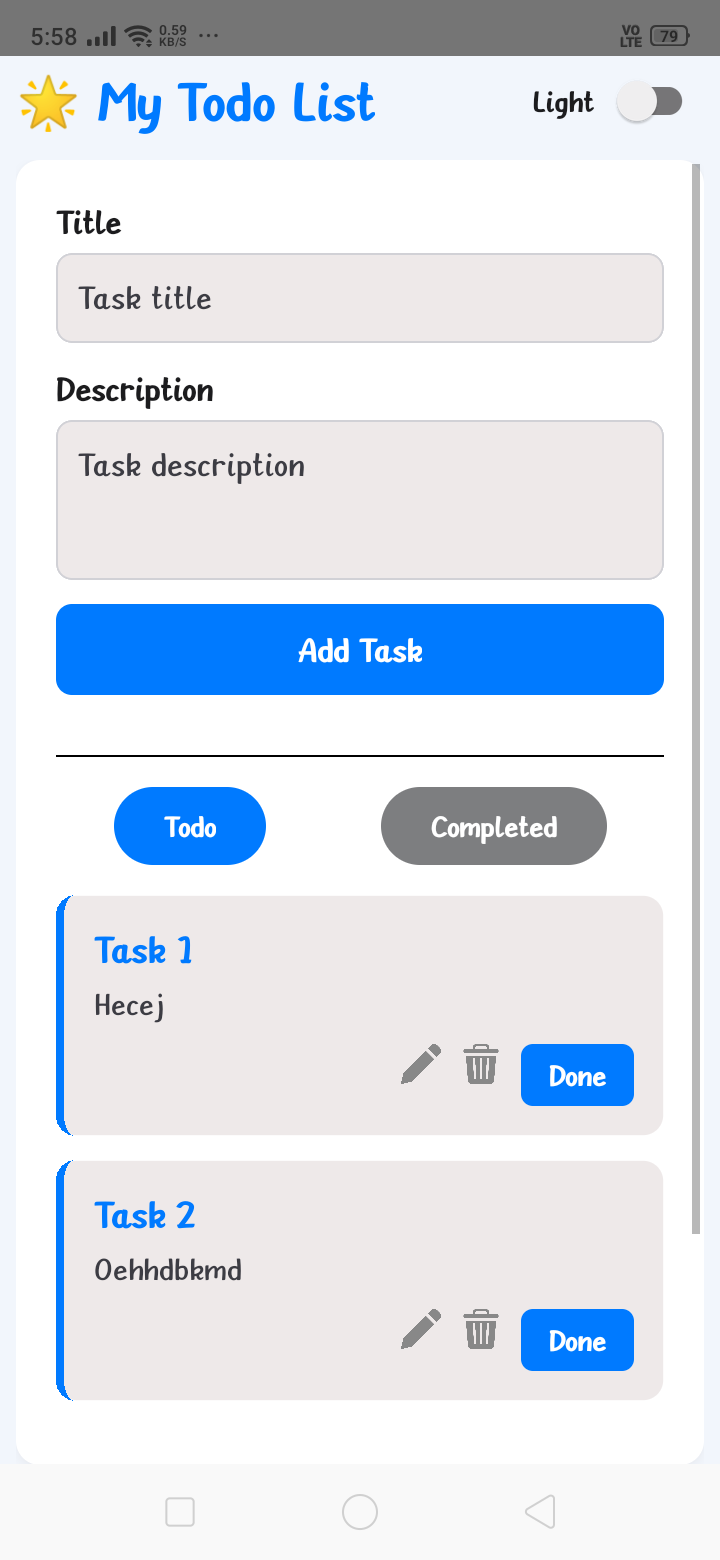 5:58 0.59 KB/S ... VO LTE 79
My Todo List Light
Title
Task title
Description
Task description
Add Task
Todo Completed
Task 1
Hecej
Done
Task 2
Oehhdbkmd
Done